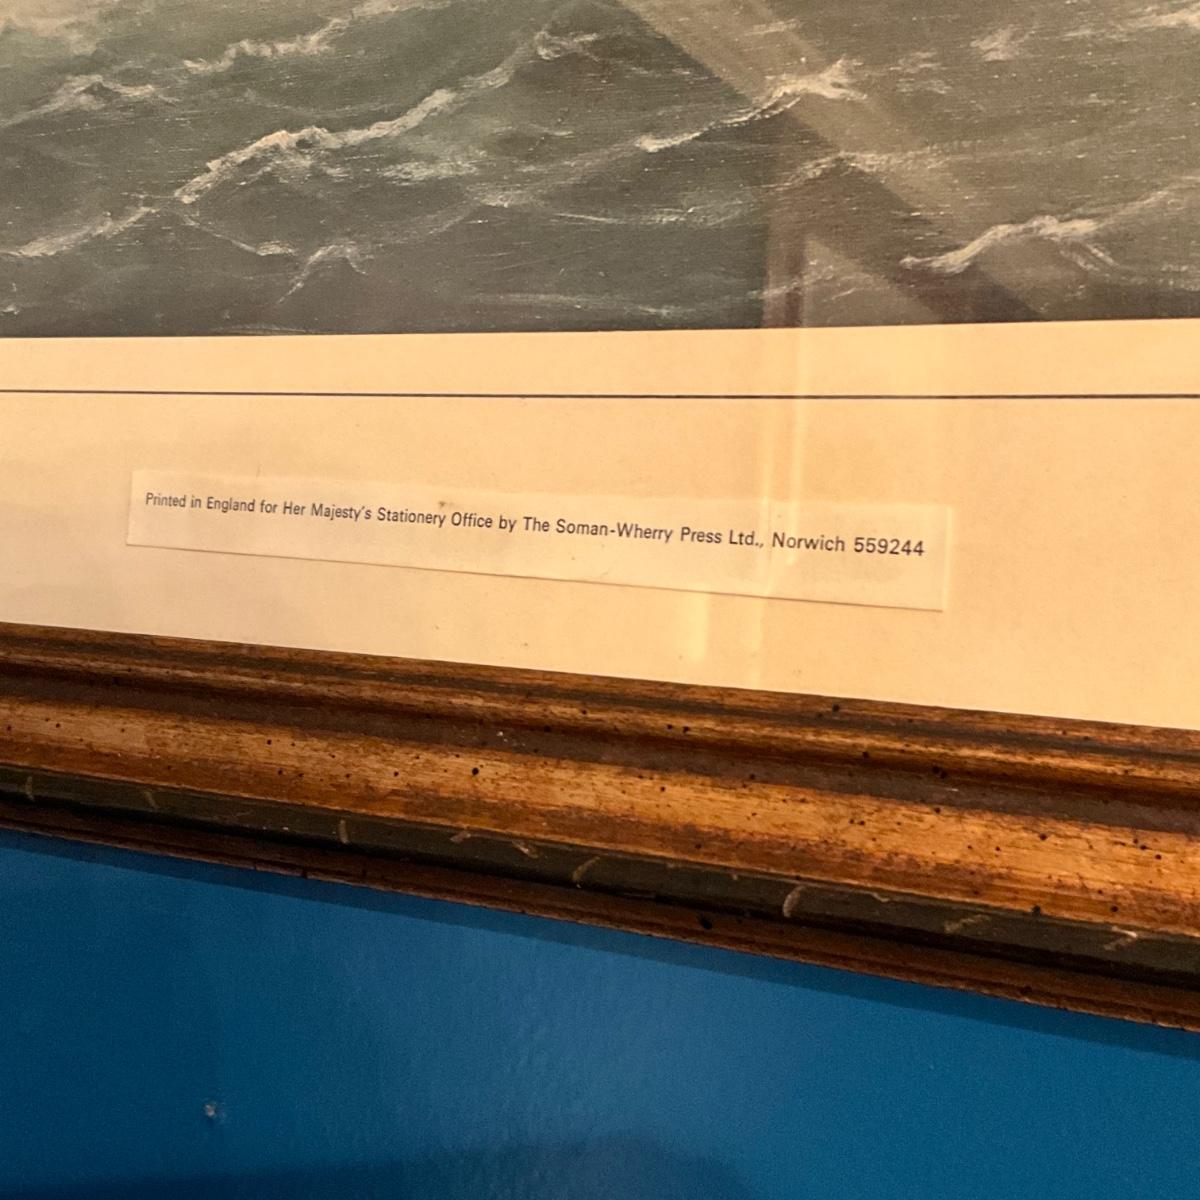 Printed in England for Her Majesty's Stationery Office by The Soman-Wherry Press Ltd., Norwich 559244